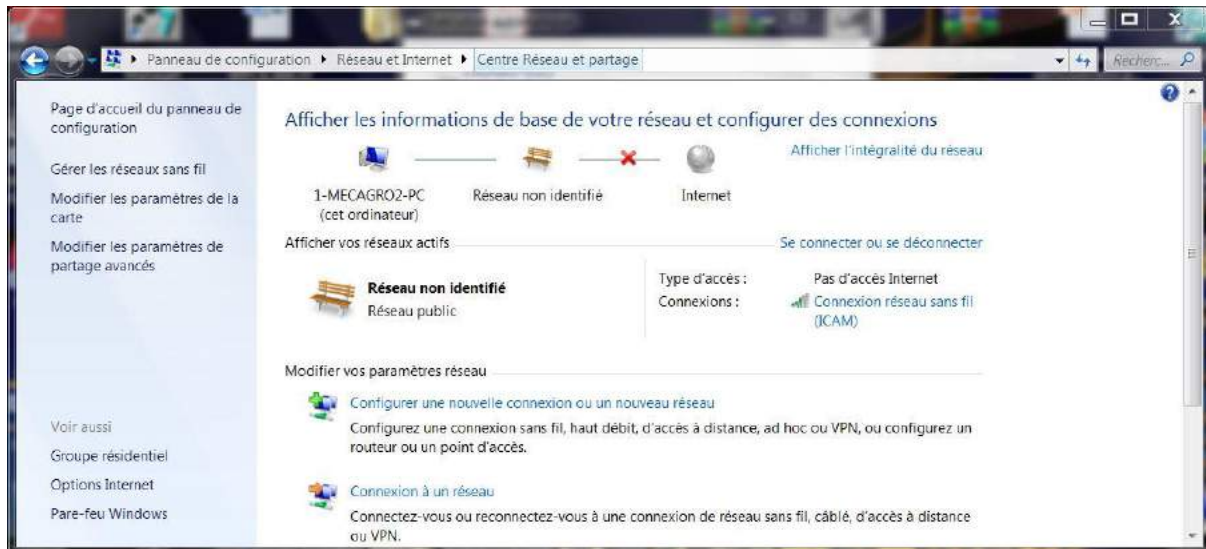 Panneau de configuration ▸ Réseau et Internet ▸ Centre Réseau et partage
Recherc...
Page d'accueil du panneau de
configuration
Gérer les réseaux sans fil
Modifier les paramètres de la
carte
Modifier les paramètres de
partage avancés
Voir aussi
Groupe résidentiel
Options Internet
Pare-feu Windows
Afficher les informations de base de votre réseau et configurer des connexions
Afficher l'intégralité du réseau
1-MECAGRO2-PC
(cet ordinateur)
Réseau non identifié
Internet
Afficher vos réseaux actifs
Se connecter ou se déconnecter
Réseau non identifié
Réseau public
Type d'accès :
Pas d'accès Internet
Connexions :
Connexion réseau sans fil
(ICAM)
Modifier vos paramètres réseau
Configurer une nouvelle connexion ou un nouveau réseau
Configurez une connexion sans fil, haut débit, d'accès à distance, ad hoc ou VPN, ou configurez un
routeur ou un point d'accès.
Connexion à un réseau
Connectez-vous ou reconnectez-vous à une connexion de réseau sans fil, câblé, d'accès à distance
ou VPN.